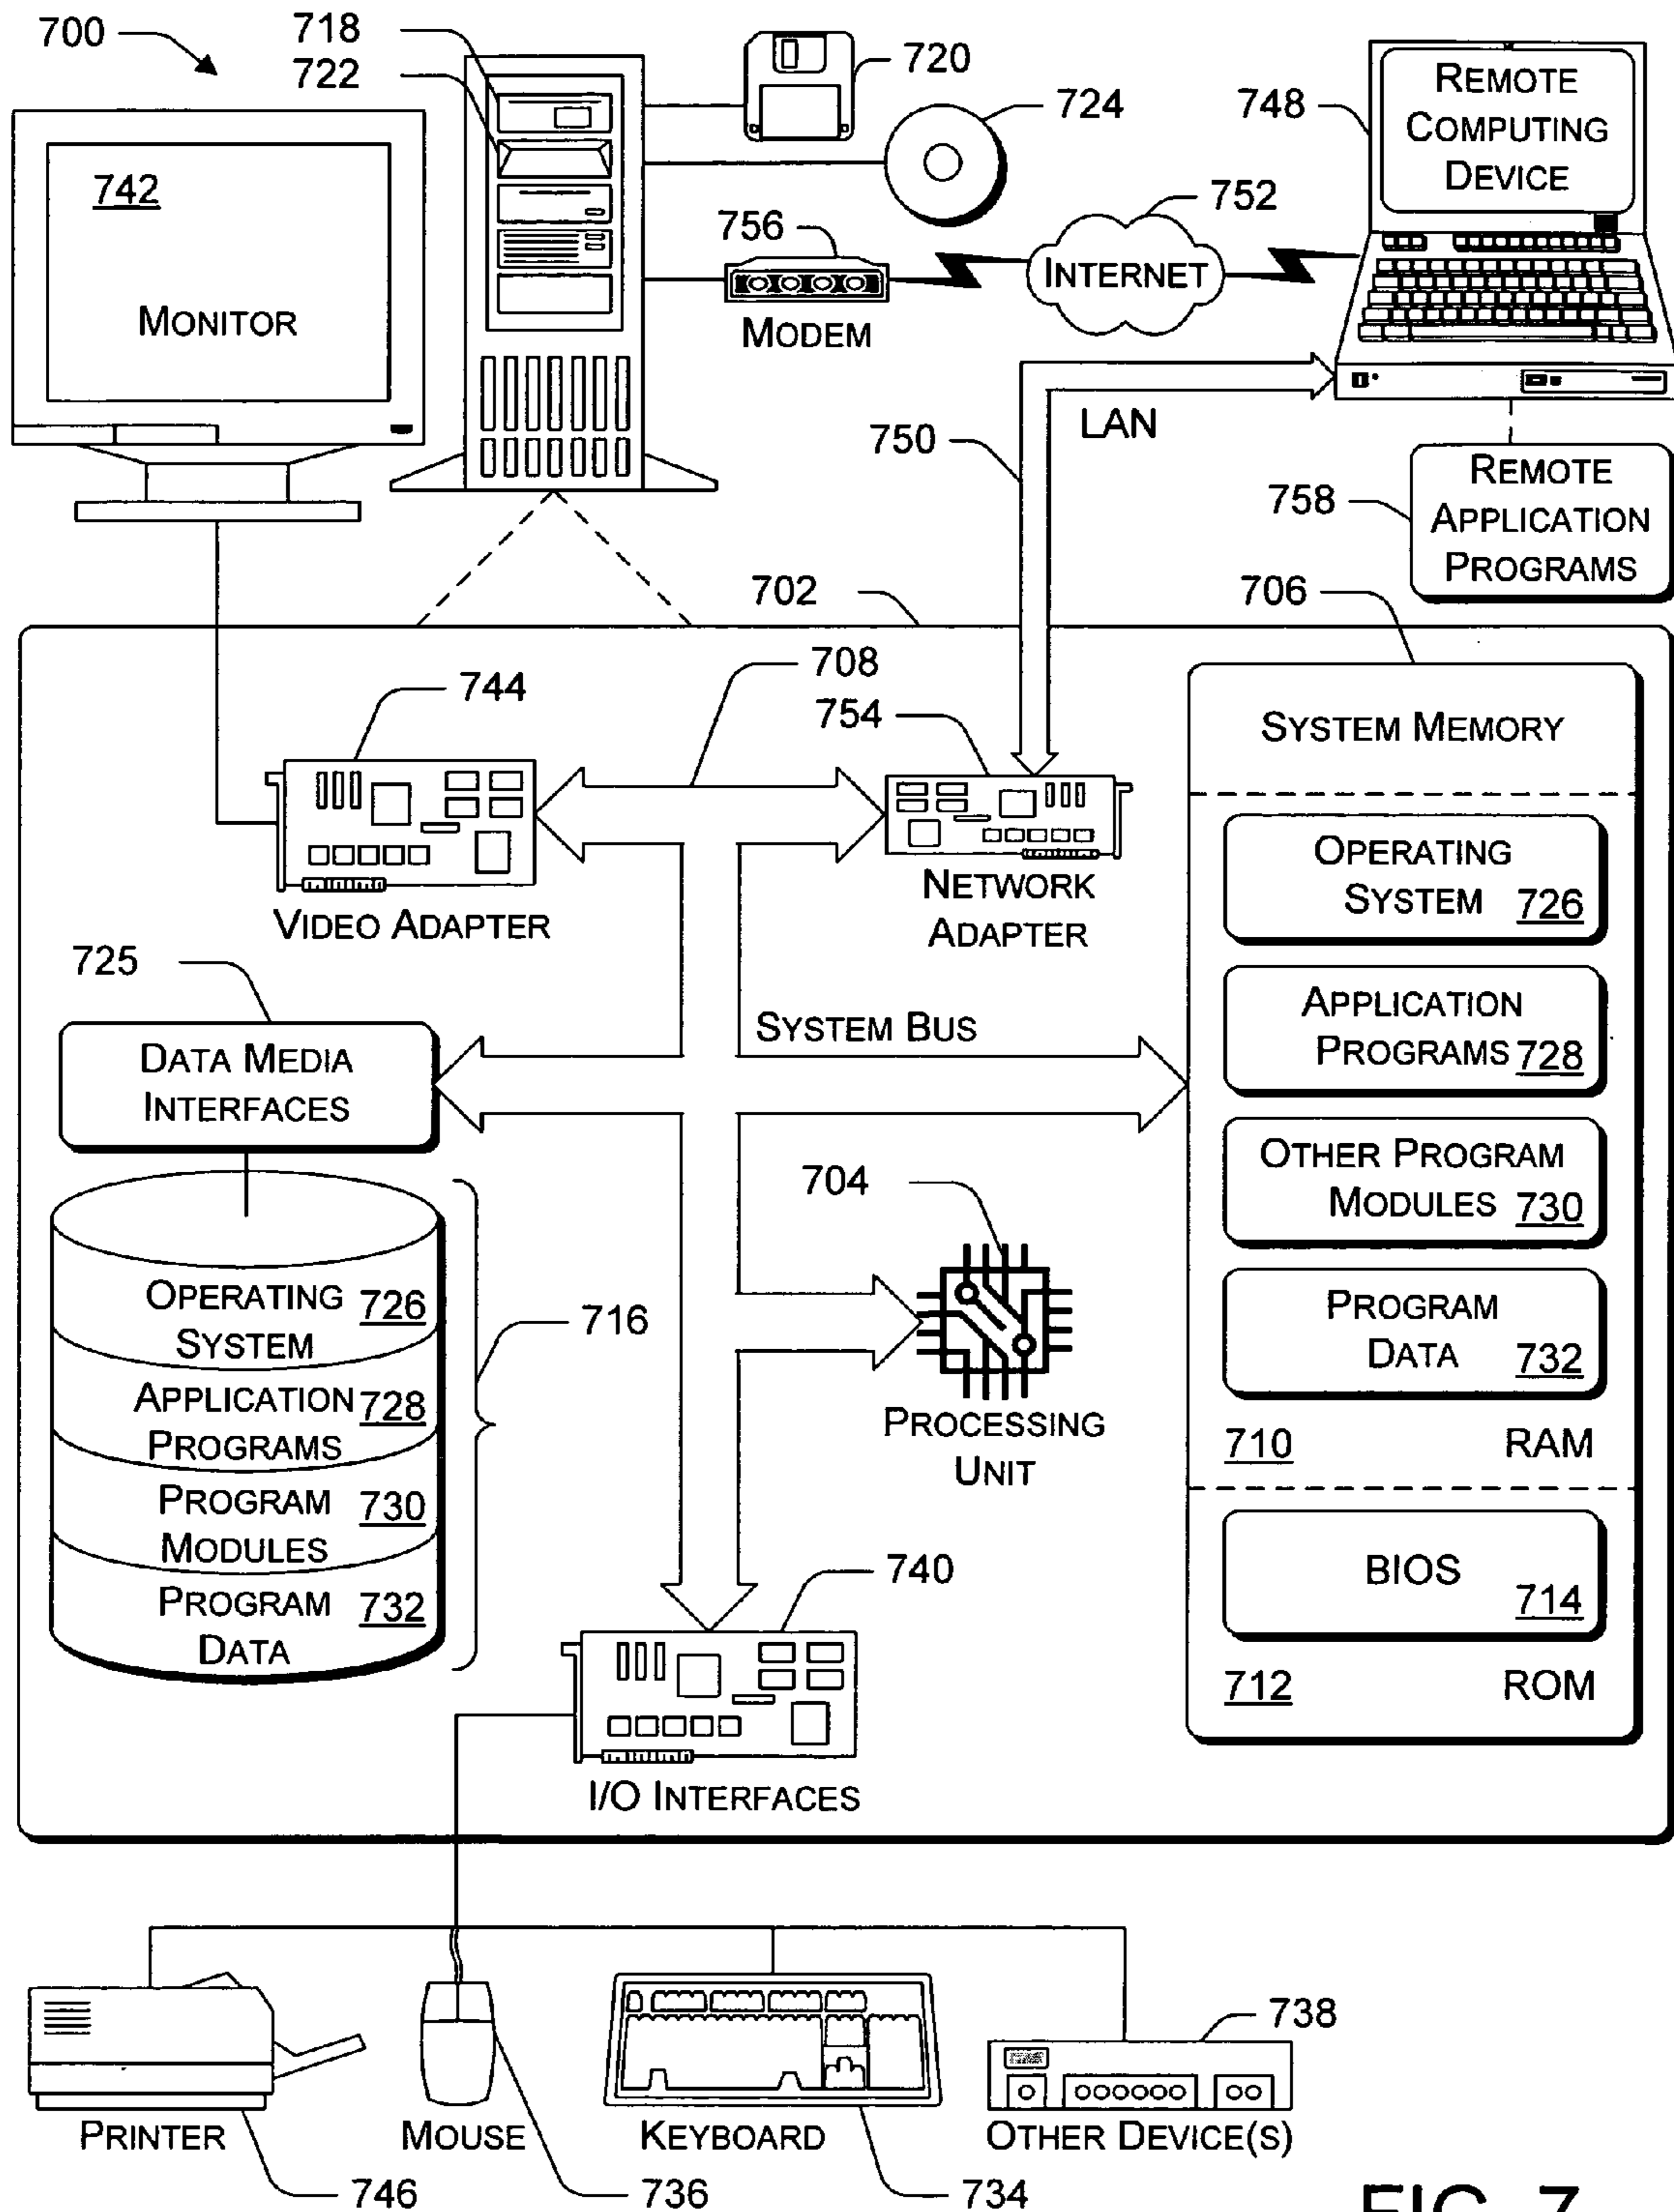 700
718
722
720
724
748
REMOTE
COMPUTING
DEVICE
742
MONITOR
756
MODEM
752
INTERNET
750
LAN
758
REMOTE
APPLICATION
PROGRAMS
702
706
708
744
754
VIDEO ADAPTER
NETWORK
ADAPTER
SYSTEM MEMORY
OPERATING
SYSTEM 726
APPLICATION
PROGRAMS 728
OTHER PROGRAM
MODULES 730
PROGRAM
DATA 732
710 RAM
BIOS
714
712 ROM
725
DATA MEDIA
INTERFACES
SYSTEM BUS
704
PROCESSING
UNIT
OPERATING 726
SYSTEM
APPLICATION 728
PROGRAMS
PROGRAM 730
MODULES
PROGRAM 732
DATA
716
740
I/O INTERFACES
PRINTER
746
MOUSE
736
KEYBOARD
734
738
OTHER DEVICE(S)
FIG. 7